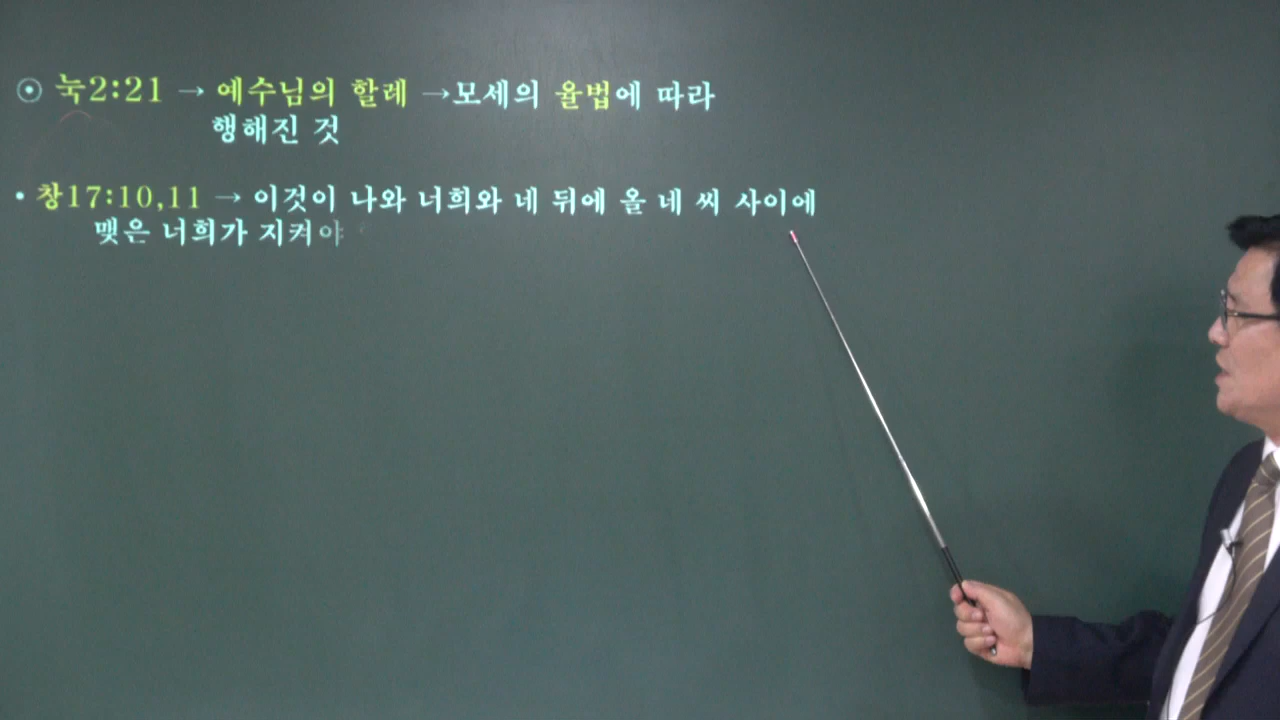 ⊙ 눅2:21 → 예수님의 할례 →모세의 율법에 따라
행해진 것
• 창17:10,11 → 이것이 나와 너희와 네 뒤에 올 네 씨 사이에
맺은 너희가 지켜야